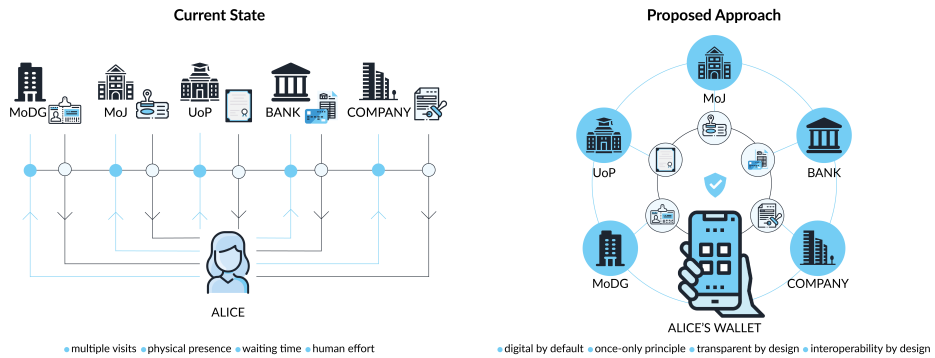 Current State
MoDG
MoJ
UoP
BANK
COMPANY
ALICE
multiple visits physical presence waiting time human effort
Proposed Approach
MoJ
UoP
BANK
MoDG
COMPANY
ALICE'S WALLET
digital by default once-only principle transparent by design interoperability by design